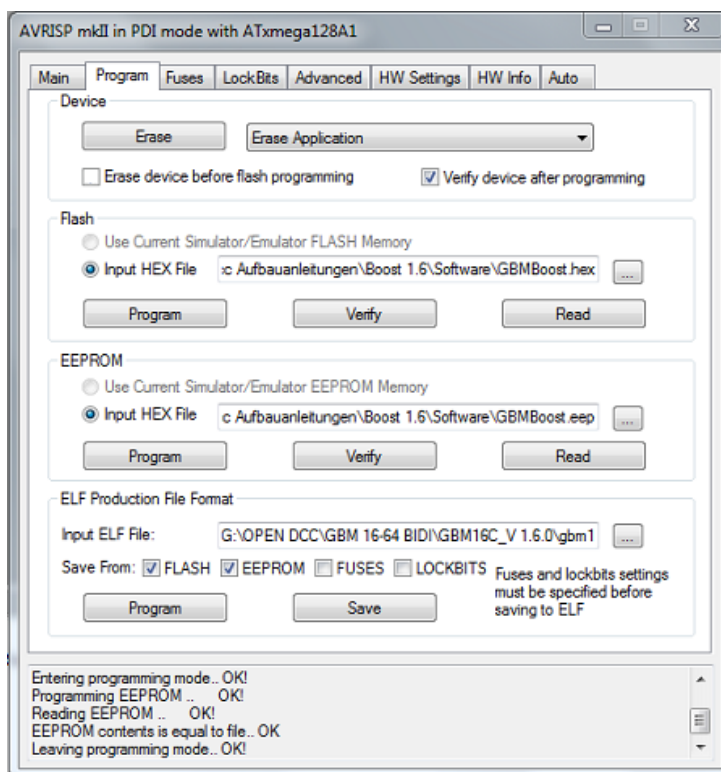 AVRISP mkII in PDI mode with ATxmega128A1
Main Program Fuses LockBits Advanced HW Settings HW Info Auto
Device
Erase Erase Application
Erase device before flash programming Verify device after programming
Flash
Use Current Simulator/Emulator FLASH Memory
Input HEX File :c Aufbauanleitungen\Boost 1.6\Software\GBMBoost.hex ...
Program Verify Read
EEPROM
Use Current Simulator/Emulator EEPROM Memory
Input HEX File c Aufbauanleitungen\Boost 1.6\Software\GBMBoost.eep ...
Program Verify Read
ELF Production File Format
Input ELF File: G:\OPEN DCC\GBM 16-64 BIDI\GBM16C_V 1.6.0\gbm1 ...
Save From: FLASH EEPROM FUSES LOCKBITS
Fuses and lockbits settings
must be specified before
saving to ELF
Program Save
Entering programming mode.. OK!
Programming EEPROM .. OK!
Reading EEPROM .. OK!
EEPROM contents is equal to file.. OK
Leaving programming mode.. OK!